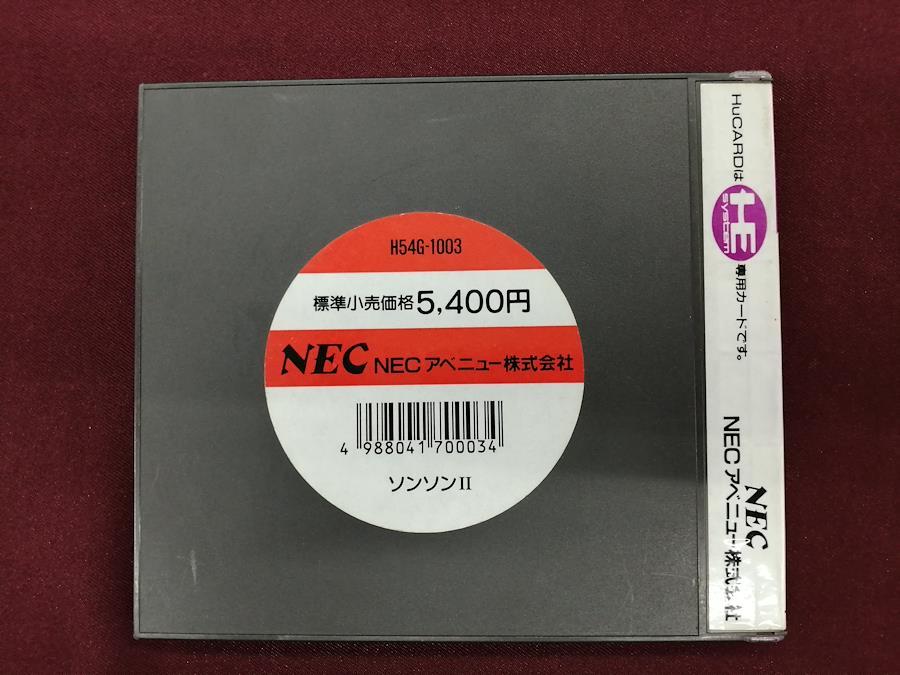 H54G-1003
標準小売価格5,400円
NEC NECアベニュー株式会社
4 988041 700034
ソンソンII
HuCARDは HE system 専用カードです。
NEC
NECアベニュー株式会社